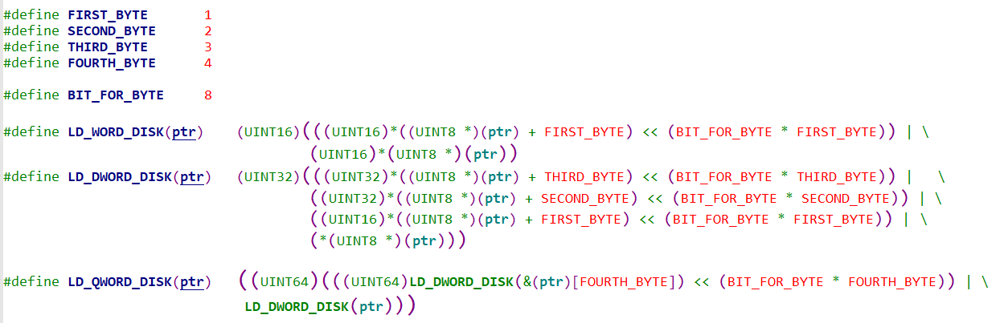 #define FIRST_BYTE 1
#define SECOND_BYTE 2
#define THIRD_BYTE 3
#define FOURTH_BYTE 4
#define BIT_FOR_BYTE 8
#define LD_WORD_DISK(ptr) (UINT16)(((UINT16)*((UINT8 *)(ptr) + FIRST_BYTE) << (BIT_FOR_BYTE * FIRST_BYTE)) | \
(UINT16)*(UINT8 *)(ptr))
#define LD_DWORD_DISK(ptr) (UINT32)(((UINT32)*((UINT8 *)(ptr) + THIRD_BYTE) << (BIT_FOR_BYTE * THIRD_BYTE)) | \
((UINT32)*((UINT8 *)(ptr) + SECOND_BYTE) << (BIT_FOR_BYTE * SECOND_BYTE)) | \
((UINT16)*((UINT8 *)(ptr) + FIRST_BYTE) << (BIT_FOR_BYTE * FIRST_BYTE)) | \
(*(UINT8 *)(ptr)))
#define LD_QWORD_DISK(ptr) ((UINT64)(((UINT64)LD_DWORD_DISK(&(ptr)[FOURTH_BYTE]) << (BIT_FOR_BYTE * FOURTH_BYTE)) | \
LD_DWORD_DISK(ptr)))